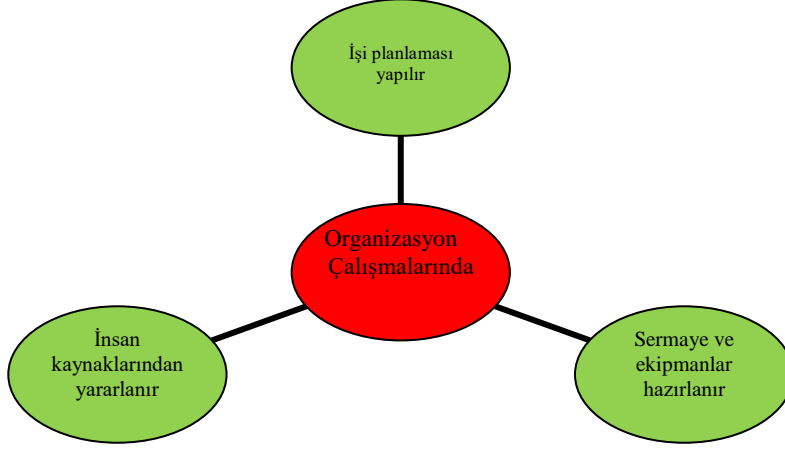 İşi planlaması
yapılır
Organizasyon
Çalışmalarında
İnsan
kaynaklarından
yararlanır
Sermaye ve
ekipmanlar
hazırlanır